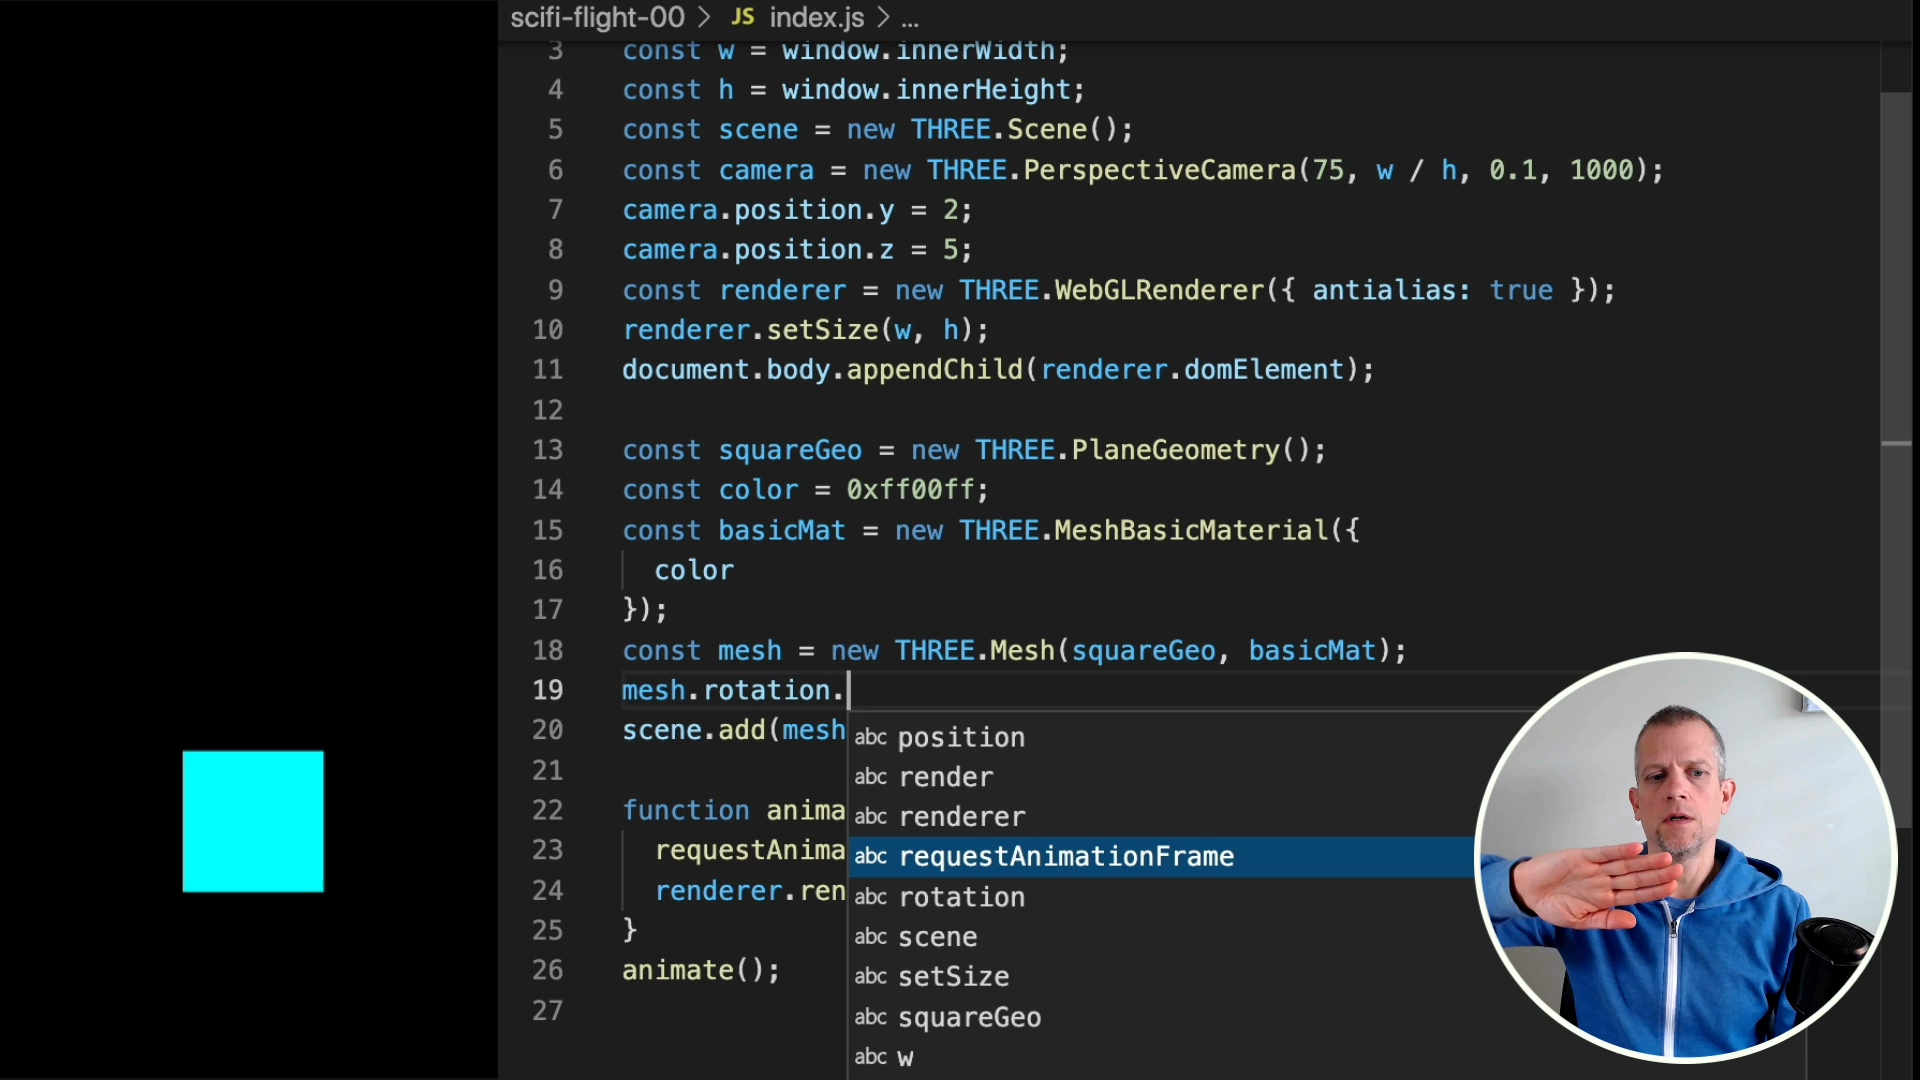 scifi-flight-00 > JS index.js > ...
3 const w = window.innerWidth;
4 const h = window.innerHeight;
5 const scene = new THREE.Scene();
6 const camera = new THREE.PerspectiveCamera(75, w / h, 0.1, 1000);
7 camera.position.y = 2;
8 camera.position.z = 5;
9 const renderer = new THREE.WebGLRenderer({ antialias: true });
10 renderer.setSize(w, h);
11 document.body.appendChild(renderer.domElement);
12
13 const squareGeo = new THREE.PlaneGeometry();
14 const color = 0xff00ff;
15 const basicMat = new THREE.MeshBasicMaterial({
16 color
17 });
18 const mesh = new THREE.Mesh(squareGeo, basicMat);
19 mesh.rotation.
20 scene.add(mesh
21
22 function anima
23 requestAnima
24 renderer.ren
25 }
26 animate();
27
abc position
abc render
abc renderer
abc requestAnimationFrame
abc rotation
abc scene
abc setSize
abc squareGeo
abc w